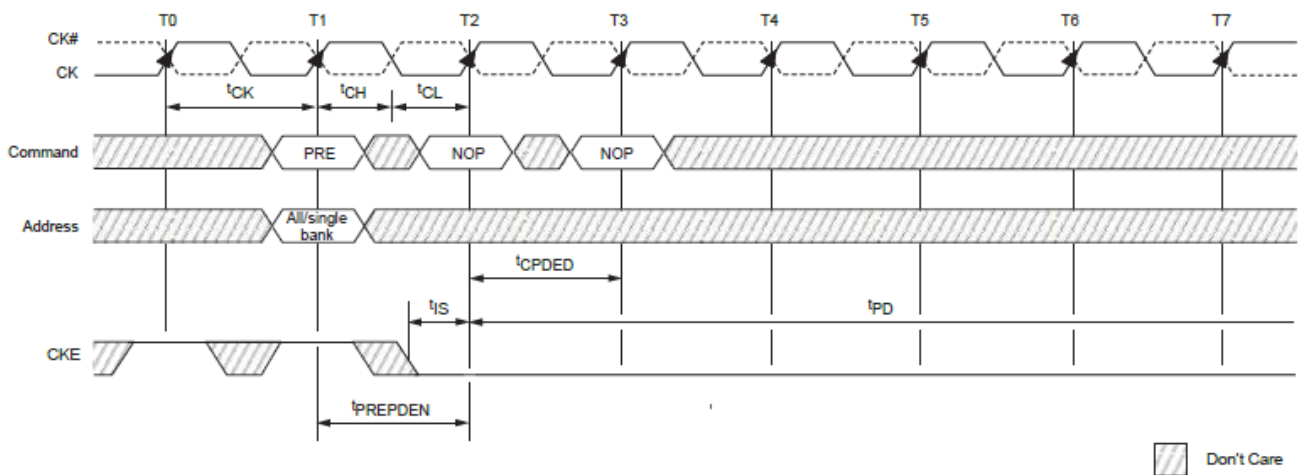 T0 T1 T2 T3 T4 T5 T6 T7
CK#
CK
tCK tCH tCL
Command PRE NOP NOP
Address All/single
bank
tCPDED
tIS tPD
CKE
tPREPDEN
Don't Care